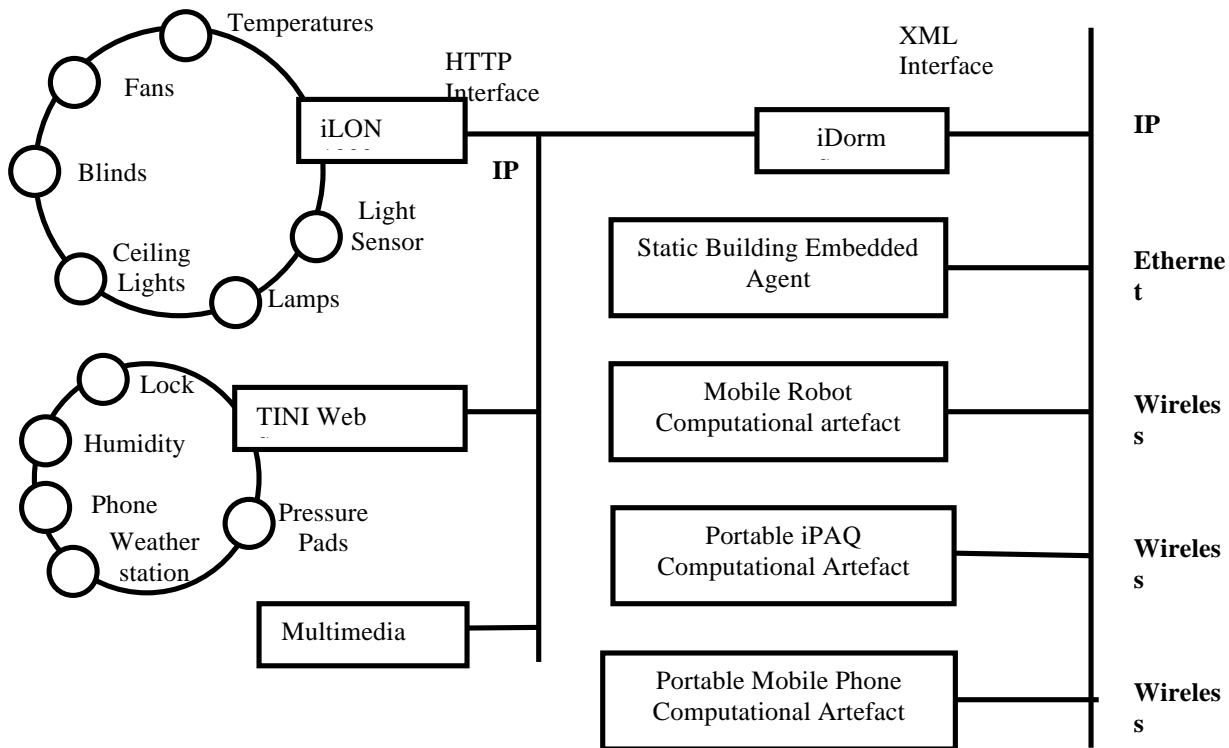 Temperatures
Fans
Blinds
Ceiling
Lights
Lamps
Light
Sensor
iLON
HTTP
Interface
IP
XML
Interface
iDorm
IP
Static Building Embedded
Agent
Etherne
t
Lock
Humidity
Phone
Weather
station
Pressure
Pads
TINI Web
Mobile Robot
Computational artefact
Wireles
s
Portable iPAQ
Computational Artefact
Wireles
s
Multimedia
Portable Mobile Phone
Computational Artefact
Wireles
s